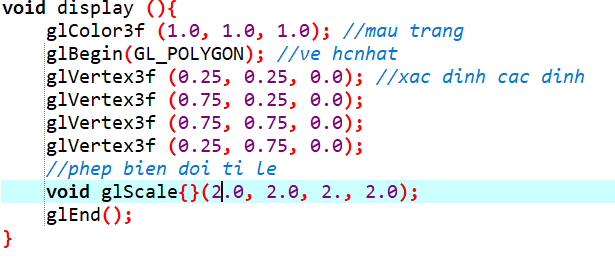 void display (){
glColor3f (1.0, 1.0, 1.0); //mau trang
glBegin(GL_POLYGON); //ve hcnhat
glVertex3f (0.25, 0.25, 0.0); //xac dinh cac dinh
glVertex3f (0.75, 0.25, 0.0);
glVertex3f (0.75, 0.75, 0.0);
glVertex3f (0.25, 0.75, 0.0);
//phep bien doi ti le
void glScale{}(2.0, 2.0, 2., 2.0);
glEnd();
}